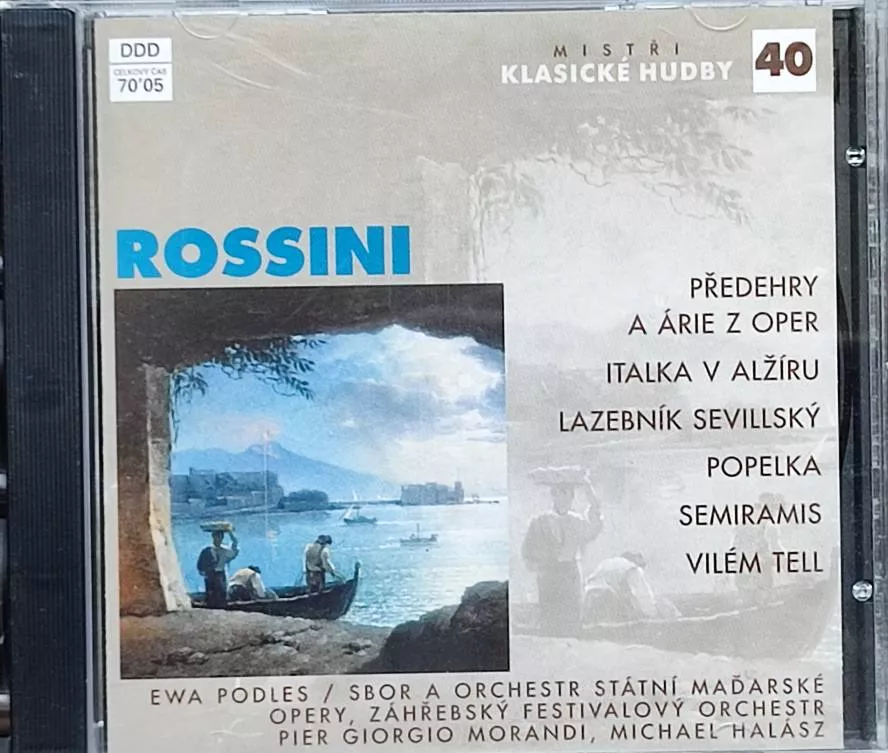 DDD
CELKOVÝ ČAS
70'05
MISTŘI
KLASICKÉ HUDBY
40
ROSSINI
PŘEDEHRY
A ÁRIE Z OPER
ITALKA V ALŽÍRU
LAZEBNÍK SEVILLSKÝ
POPELKA
SEMIRAMIS
VILÉM TELL
EWA PODLES / SBOR A ORCHESTR STÁTNÍ MAĎARSKÉ
OPERY, ZÁHŘEBSKÝ FESTIVALOVÝ ORCHESTR
PIER GIORGIO MORANDI, MICHAEL HALÁSZ